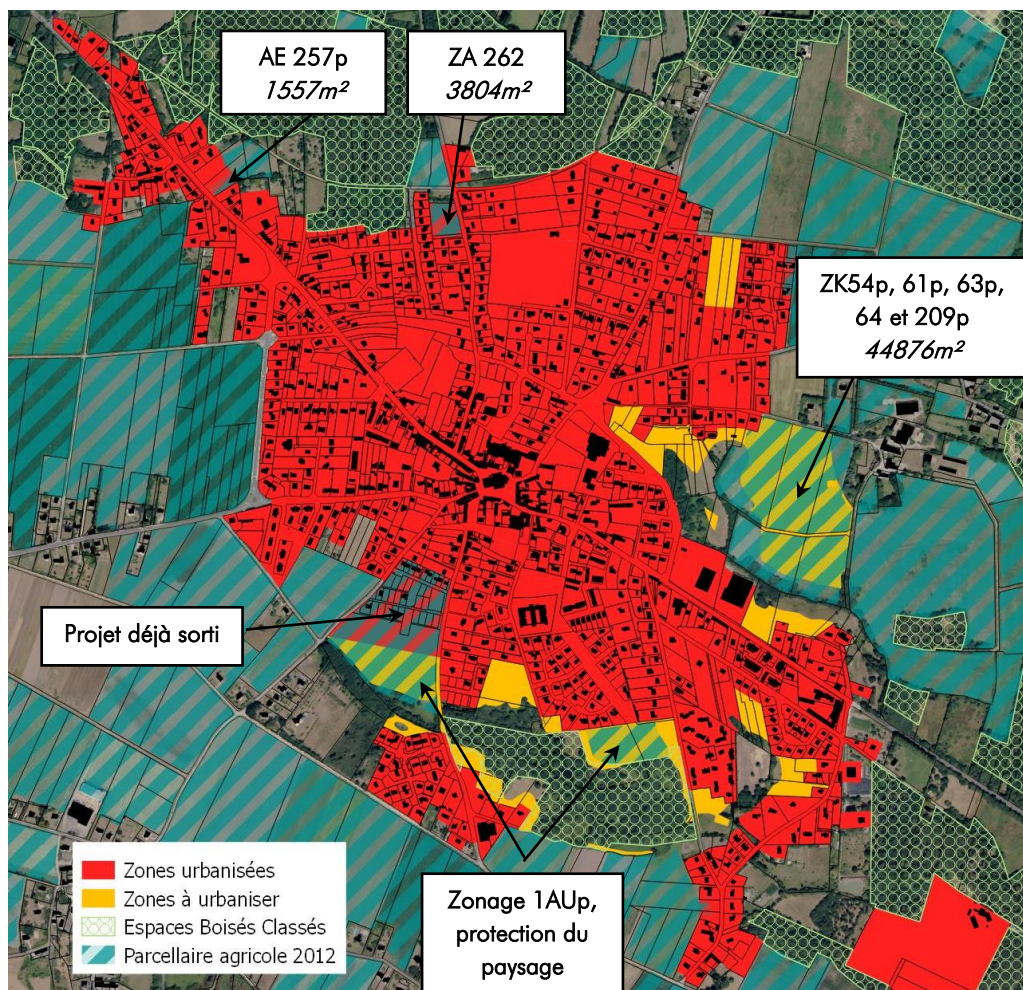 AE 257p
1557m²
ZA 262
3804m²
ZK54p, 61p, 63p,
64 et 209p
44876m²
Projet déjà sorti
Zones urbanisées
Zones à urbaniser
Espaces Boisés Classés
Parcellaire agricole 2012
Zonage 1AUp,
protection du
paysage